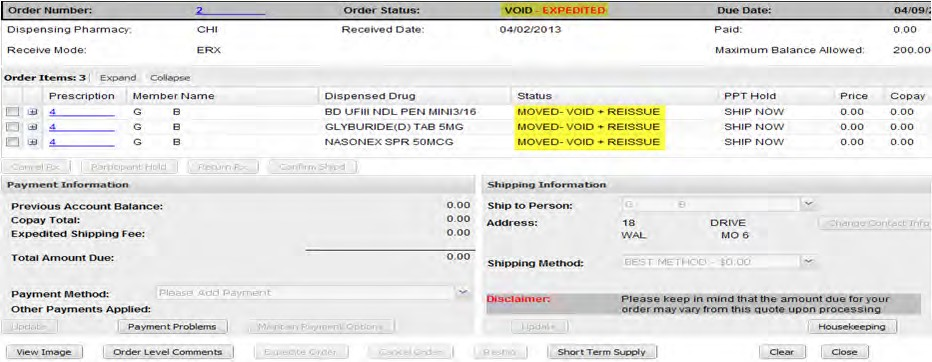 Order Number: 2 Order Status: VOID - EXPEDITED Due Date: 04/09/2
Dispensing Pharmacy: CHI Received Date: 04/02/2013 Paid: 0.00
Receive Mode: ERX Maximum Balance Allowed: 200.00
Order Items: 3 Expand Collapse
Prescription Member Name Dispensed Drug Status PPT Hold Price Copay
4 G B BD UFIII NDL PEN MINI3/16 MOVED- VOID + REISSUE SHIP NOW 0.00 0.00
4 G B GLYBURIDE(D) TAB 5MG MOVED- VOID + REISSUE SHIP NOW 0.00 0.00
4 G B NASONEX SPR 50MCG MOVED- VOID + REISSUE SHIP NOW 0.00 0.00
Cancel Rx Participant Hold Return Rx Confirm Shipd
Payment Information Shipping Information
Previous Account Balance: 0.00 Ship to Person: G B
Copay Total: 0.00 Address: 18 DRIVE Change Contact Info
Expedited Shipping Fee: 0.00 WAL MO 6
Total Amount Due: 0.00 Shipping Method: BEST METHOD - $0.00
Payment Method: Please Add Payment Disclaimer: Please keep in mind that the amount due for your
Other Payments Applied: order may vary from this quote upon processing
Update Payment Problems Maintain Payment Options Update Housekeeping
View Image Order Level Comments Expedite Order Cancel Order Reship Short Term Supply Clear Close